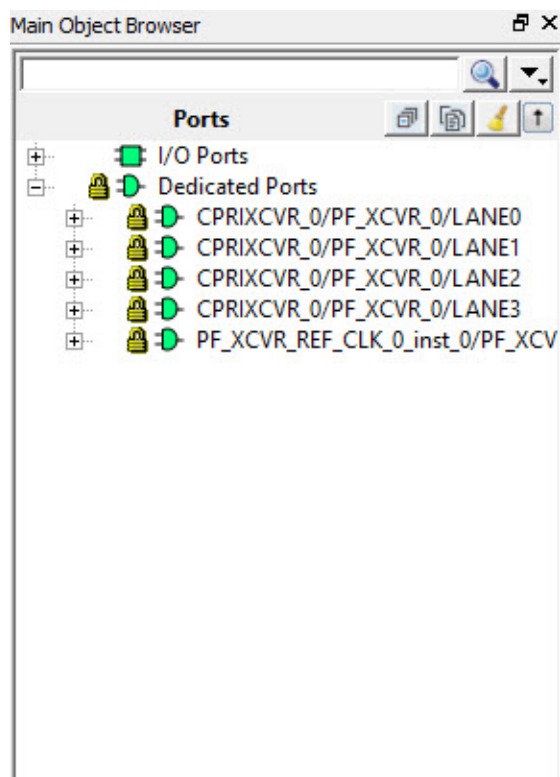 Main Object Browser
Ports
I/O Ports
Dedicated Ports
CPRIXCVR_0/PF_XCVR_0/LANE0
CPRIXCVR_0/PF_XCVR_0/LANE1
CPRIXCVR_0/PF_XCVR_0/LANE2
CPRIXCVR_0/PF_XCVR_0/LANE3
PF_XCVR_REF_CLK_0_inst_0/PF_XCV